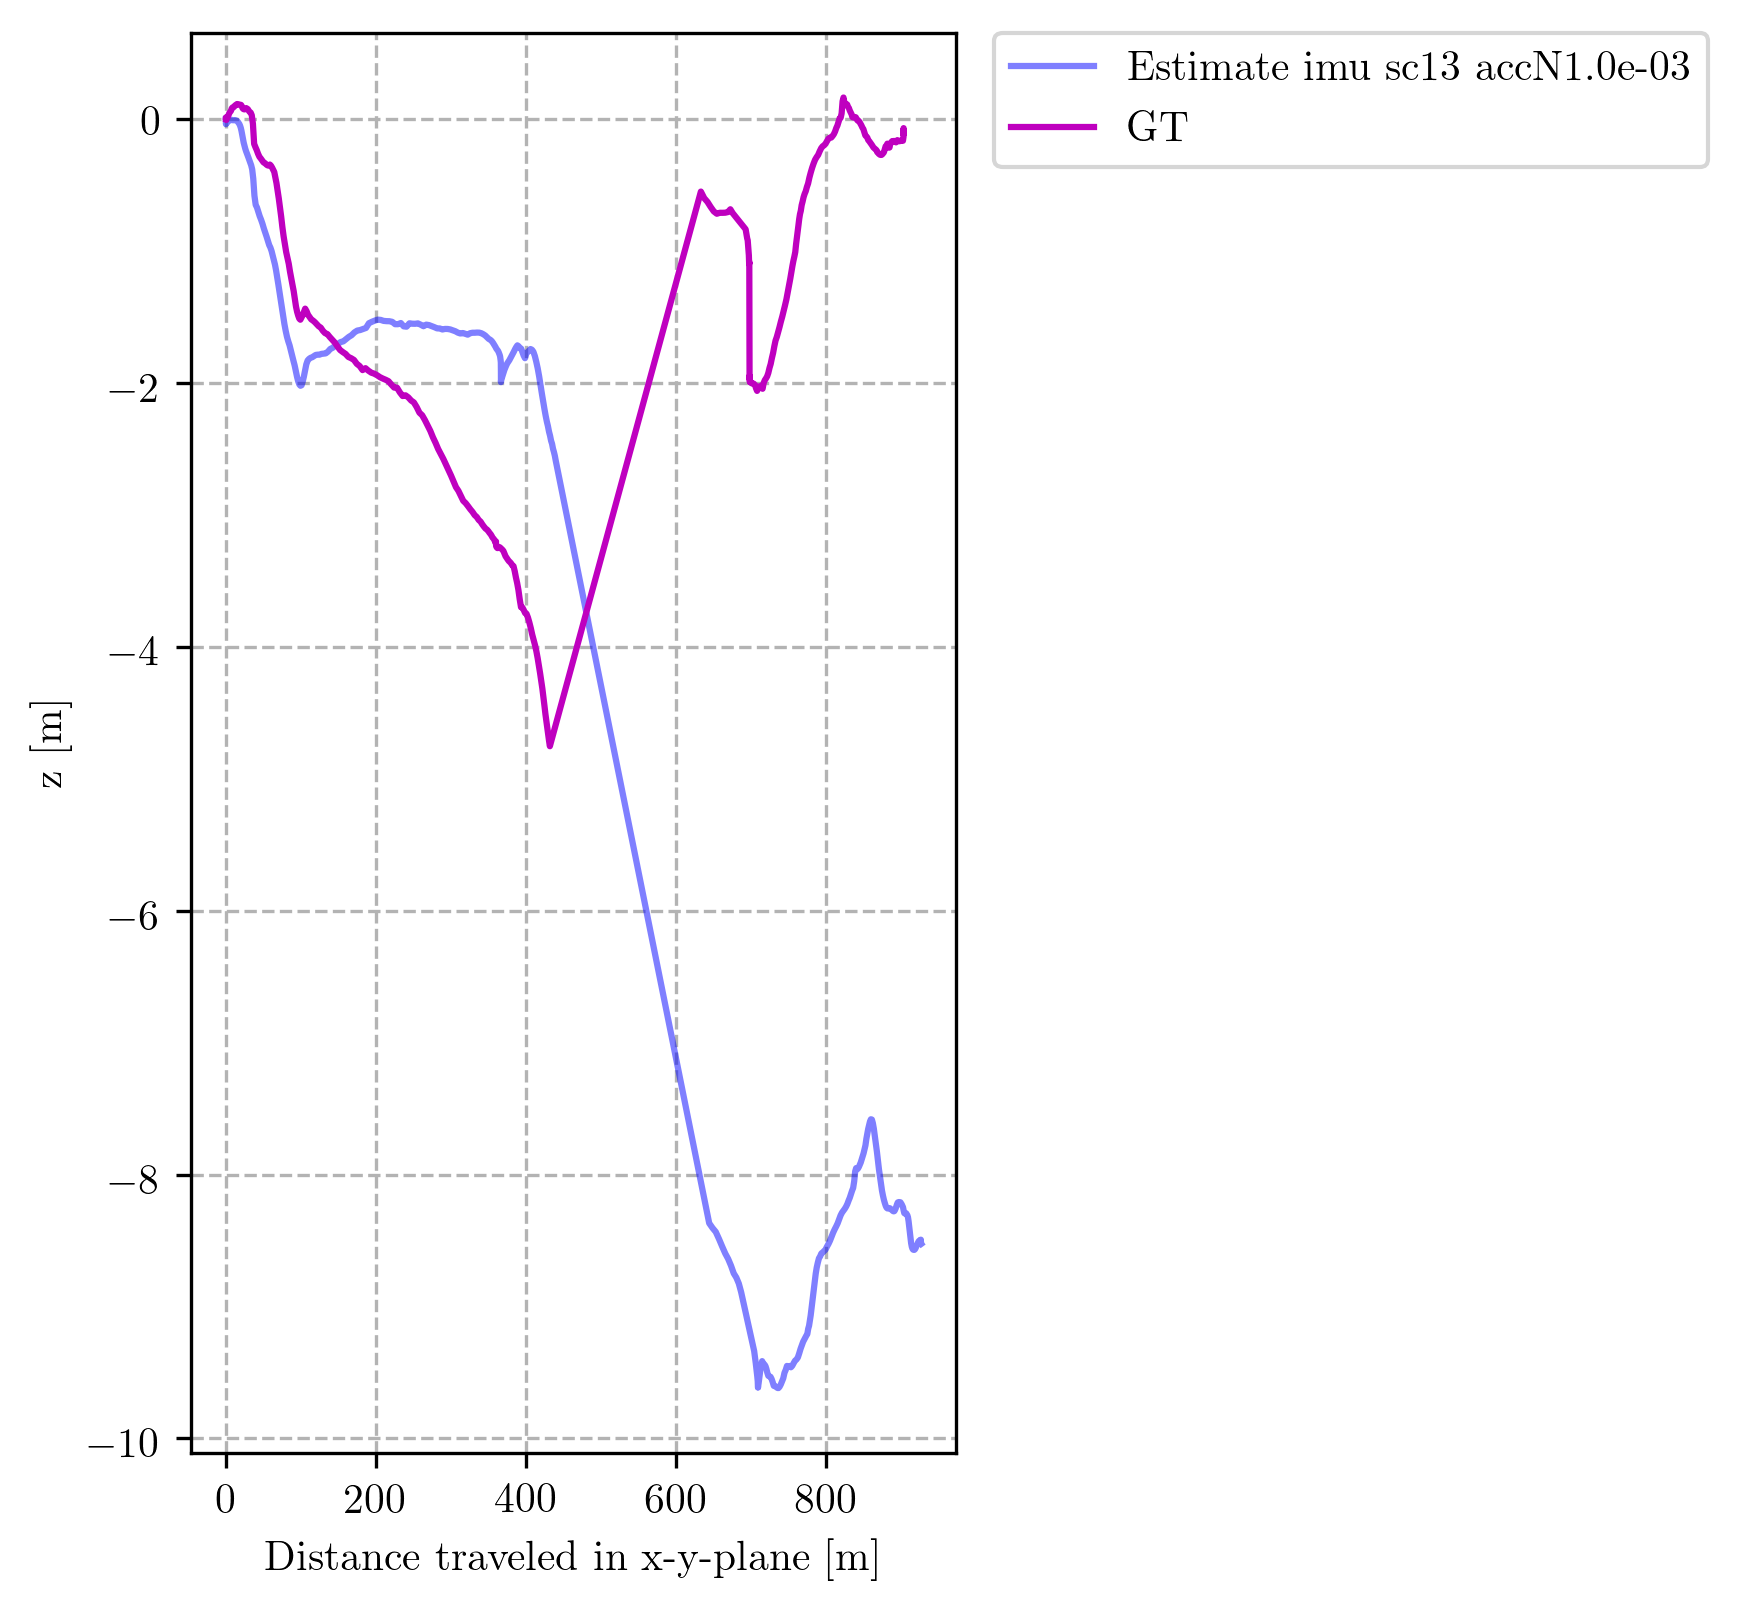 Estimate imu sc13 accN1.0e-03
GT
0
−2
−4
−6
−8
−10
z [m]
0 200 400 600 800
Distance traveled in x-y-plane [m]